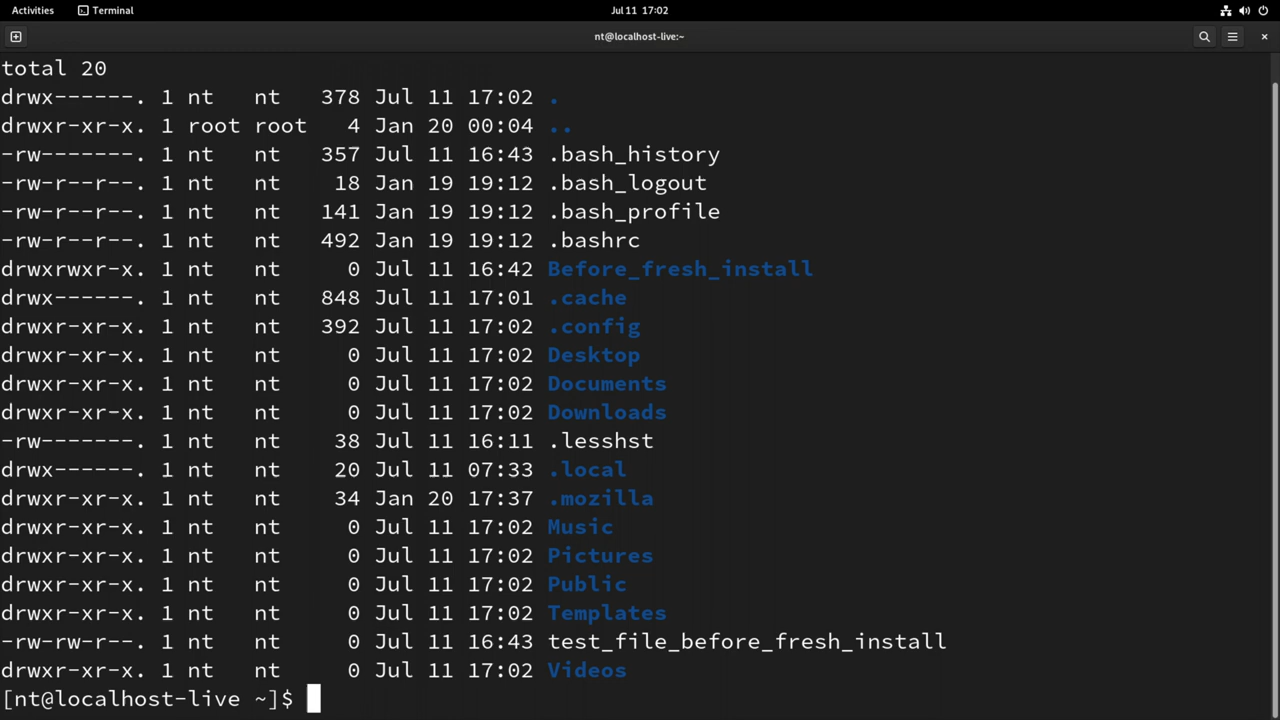 Activities Terminal Jul 11 17:02
nt@localhost-live:~
total 20
drwx------. 1 nt   nt   378 Jul 11 17:02 .
drwxr-xr-x. 1 root root   4 Jan 20 00:04 ..
-rw-------. 1 nt   nt   357 Jul 11 16:43 .bash_history
-rw-r--r--. 1 nt   nt    18 Jan 19 19:12 .bash_logout
-rw-r--r--. 1 nt   nt   141 Jan 19 19:12 .bash_profile
-rw-r--r--. 1 nt   nt   492 Jan 19 19:12 .bashrc
drwxrwxr-x. 1 nt   nt     0 Jul 11 16:42 Before_fresh_install
drwx------. 1 nt   nt   848 Jul 11 17:01 .cache
drwxr-xr-x. 1 nt   nt   392 Jul 11 17:02 .config
drwxr-xr-x. 1 nt   nt     0 Jul 11 17:02 Desktop
drwxr-xr-x. 1 nt   nt     0 Jul 11 17:02 Documents
drwxr-xr-x. 1 nt   nt     0 Jul 11 17:02 Downloads
-rw-------. 1 nt   nt    38 Jul 11 16:11 .lesshst
drwx------. 1 nt   nt    20 Jul 11 07:33 .local
drwxr-xr-x. 1 nt   nt    34 Jan 20 17:37 .mozilla
drwxr-xr-x. 1 nt   nt     0 Jul 11 17:02 Music
drwxr-xr-x. 1 nt   nt     0 Jul 11 17:02 Pictures
drwxr-xr-x. 1 nt   nt     0 Jul 11 17:02 Public
drwxr-xr-x. 1 nt   nt     0 Jul 11 17:02 Templates
-rw-rw-r--. 1 nt   nt     0 Jul 11 16:43 test_file_before_fresh_install
drwxr-xr-x. 1 nt   nt     0 Jul 11 17:02 Videos
[nt@localhost-live ~]$